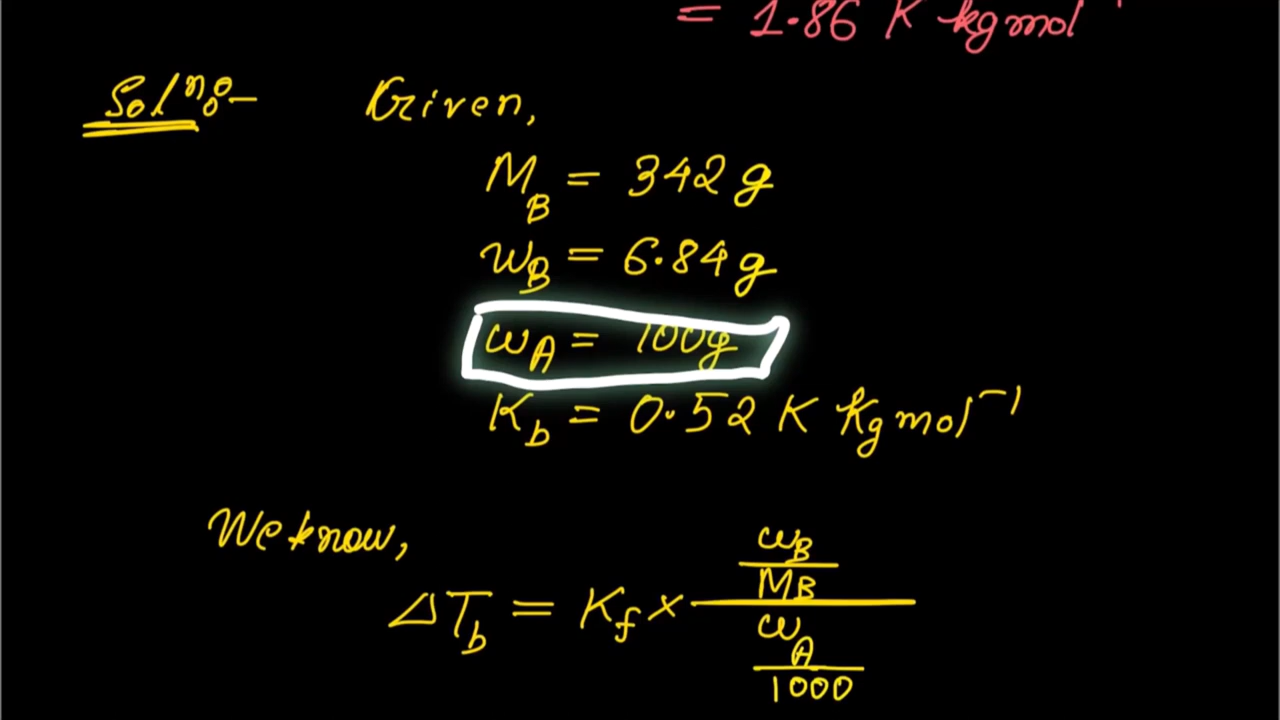 = 1.86 K kg mol⁻¹
Solⁿ:- Given,
M_B = 342 g
w_B = 6.84 g
w_A = 100g
K_b = 0.52 K kg mol⁻¹
We know,
ΔT_b = K_f × (w_B / M_B) / (w_A / 1000)